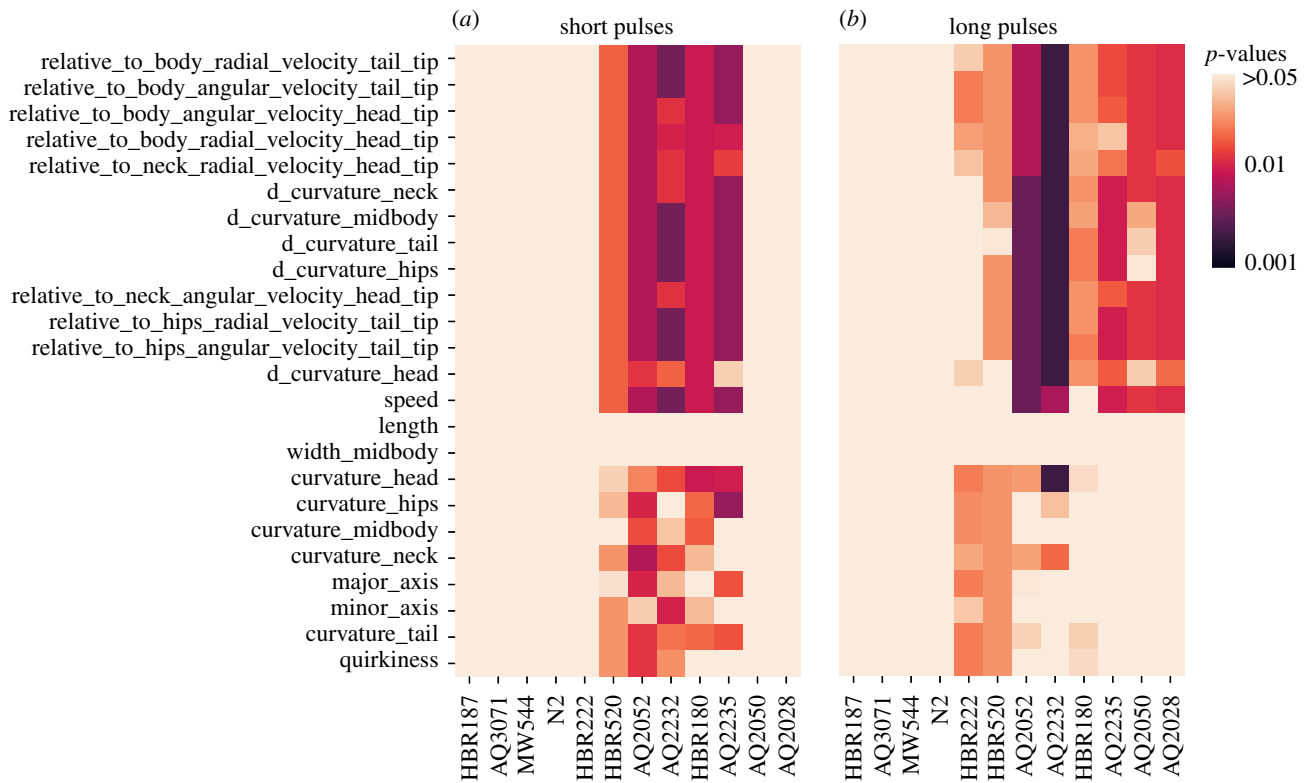 (a)
short pulses
(b)
long pulses
p-values
>0.05
0.01
0.001
relative_to_body_radial_velocity_tail_tip
relative_to_body_angular_velocity_tail_tip
relative_to_body_angular_velocity_head_tip
relative_to_body_radial_velocity_head_tip
relative_to_neck_radial_velocity_head_tip
d_curvature_neck
d_curvature_midbody
d_curvature_tail
d_curvature_hips
relative_to_neck_angular_velocity_head_tip
relative_to_hips_radial_velocity_tail_tip
relative_to_hips_angular_velocity_tail_tip
d_curvature_head
speed
length
width_midbody
curvature_head
curvature_hips
curvature_midbody
curvature_neck
major_axis
minor_axis
curvature_tail
quirkiness
HBR187
AQ3071
MW544
N2
HBR222
HBR520
AQ2052
AQ2232
HBR180
AQ2235
AQ2050
AQ2028
HBR187
AQ3071
MW544
N2
HBR222
HBR520
AQ2052
AQ2232
HBR180
AQ2235
AQ2050
AQ2028